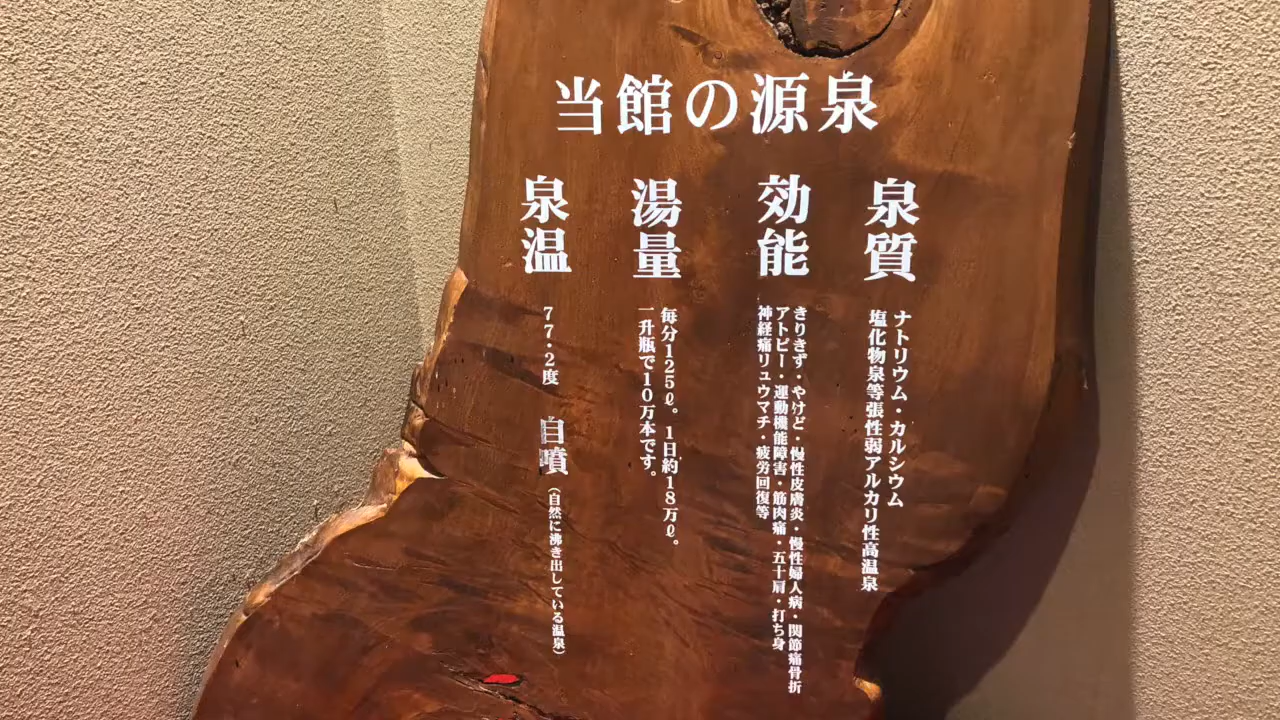 当館の源泉
泉質
ナトリウム・カルシウム
塩化物泉等張性弱アルカリ性高温泉
効能
きりきず・やけど・慢性皮膚炎・慢性婦人病・関節痛骨折
アトピー・運動機能障害・筋肉痛・五十肩・打ち身
神経痛リュウマチ・疲労回復等
湯量
毎分125ℓ。1日約18万ℓ。
一升瓶で10万本です。
泉温
77・2度 自噴（自然に沸き出している温泉）